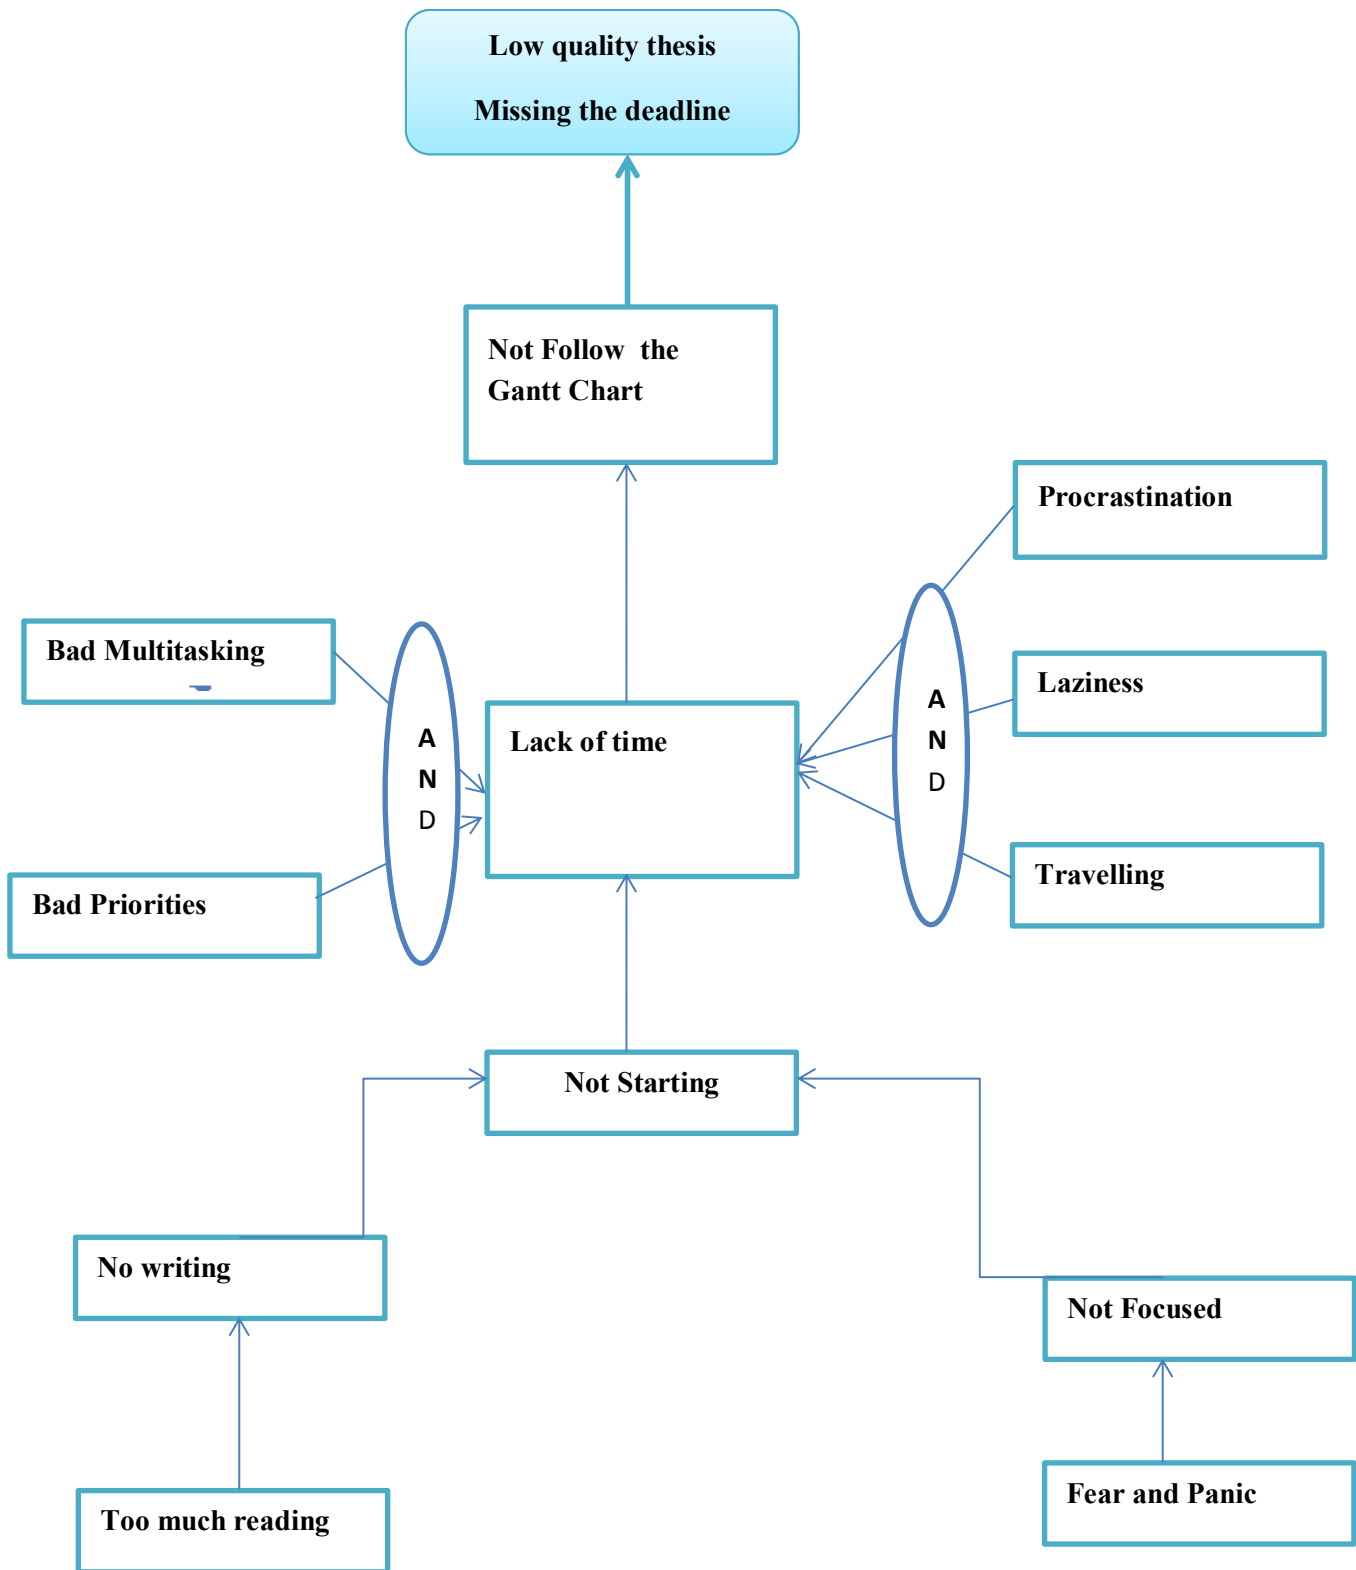 Low quality thesis
Missing the deadline
Not Follow  the
Gantt Chart
Procrastination
Bad Multitasking
Laziness
A
N
D
Lack of time
A
N
D
Travelling
Bad Priorities
Not Starting
No writing
Not Focused
Too much reading
Fear and Panic